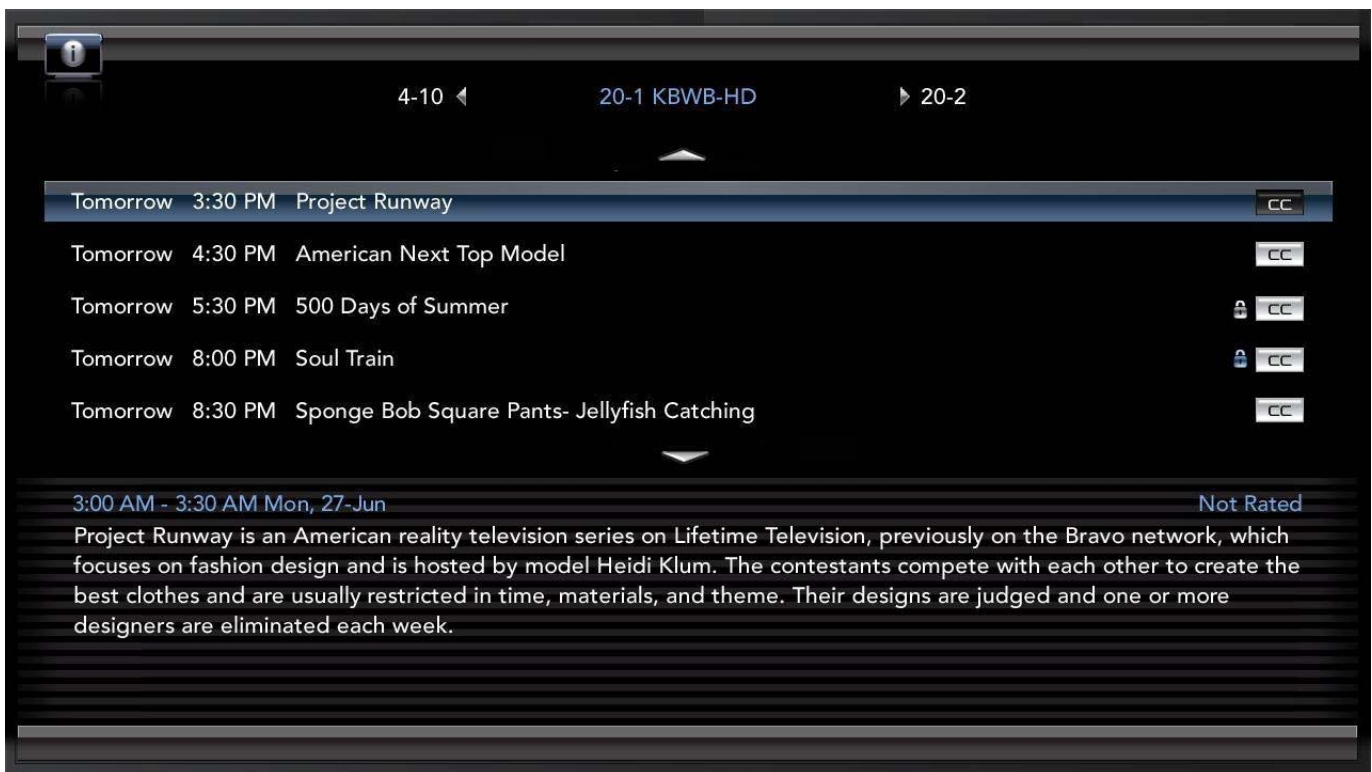 4-10 20-1 KBWB-HD 20-2
Tomorrow 3:30 PM Project Runway CC
Tomorrow 4:30 PM American Next Top Model CC
Tomorrow 5:30 PM 500 Days of Summer CC
Tomorrow 8:00 PM Soul Train CC
Tomorrow 8:30 PM Sponge Bob Square Pants- Jellyfish Catching CC
3:00 AM - 3:30 AM Mon, 27-Jun Not Rated
Project Runway is an American reality television series on Lifetime Television, previously on the Bravo network, which
focuses on fashion design and is hosted by model Heidi Klum. The contestants compete with each other to create the
best clothes and are usually restricted in time, materials, and theme. Their designs are judged and one or more
designers are eliminated each week.